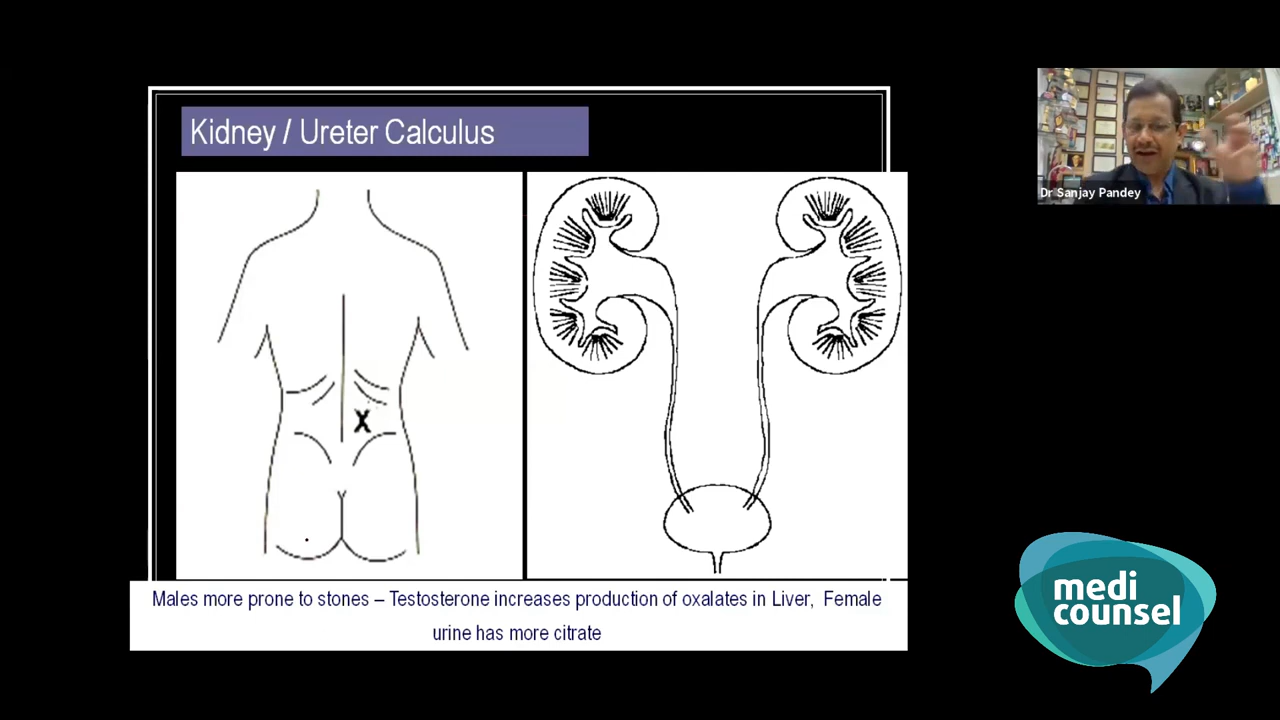 Kidney / Ureter Calculus
Dr Sanjay Pandey
X
Males more prone to stones – Testosterone increases production of oxalates in Liver, Female
urine has more citrate
medi
counsel